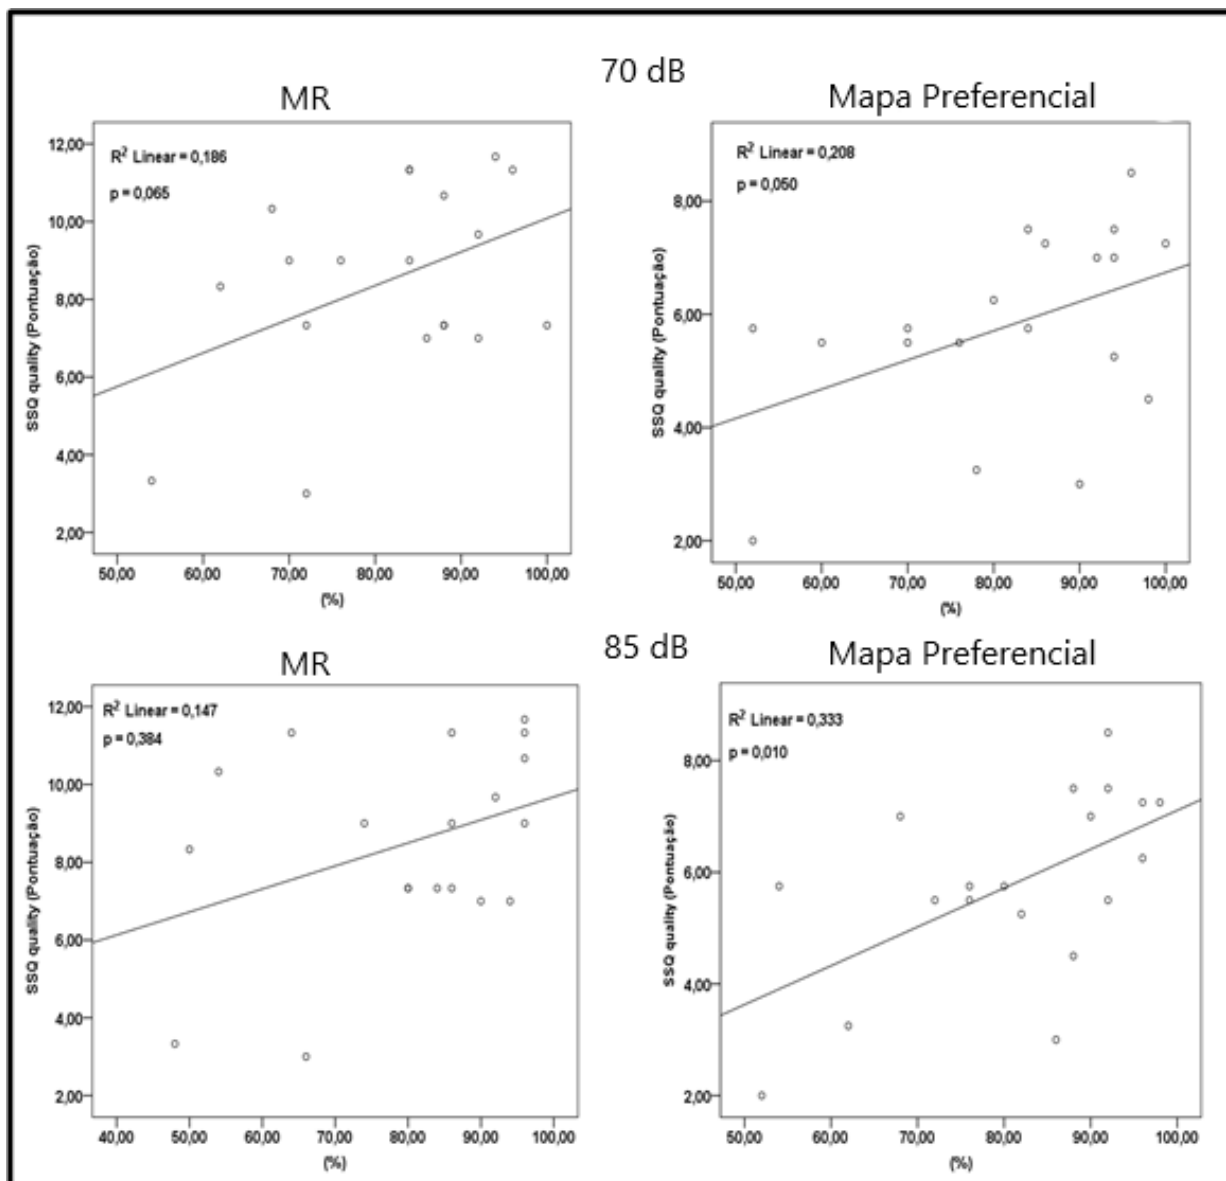 70 dB
MR
R² Linear = 0,186
p = 0,065
SSQ quality (Pontuação)
12,00
10,00
8,00
6,00
4,00
2,00
50,00 60,00 70,00 80,00 90,00 100,00
(%)
Mapa Preferencial
R² Linear = 0,208
p = 0,050
SSQ quality (Pontuação)
8,00
6,00
4,00
2,00
50,00 60,00 70,00 80,00 90,00 100,00
(%)
85 dB
MR
R² Linear = 0,147
p = 0,384
SSQ quality (Pontuação)
12,00
10,00
8,00
6,00
4,00
2,00
40,00 50,00 60,00 70,00 80,00 90,00 100,00
(%)
Mapa Preferencial
R² Linear = 0,333
p = 0,010
SSQ quality (Pontuação)
8,00
6,00
4,00
2,00
50,00 60,00 70,00 80,00 90,00 100,00
(%)